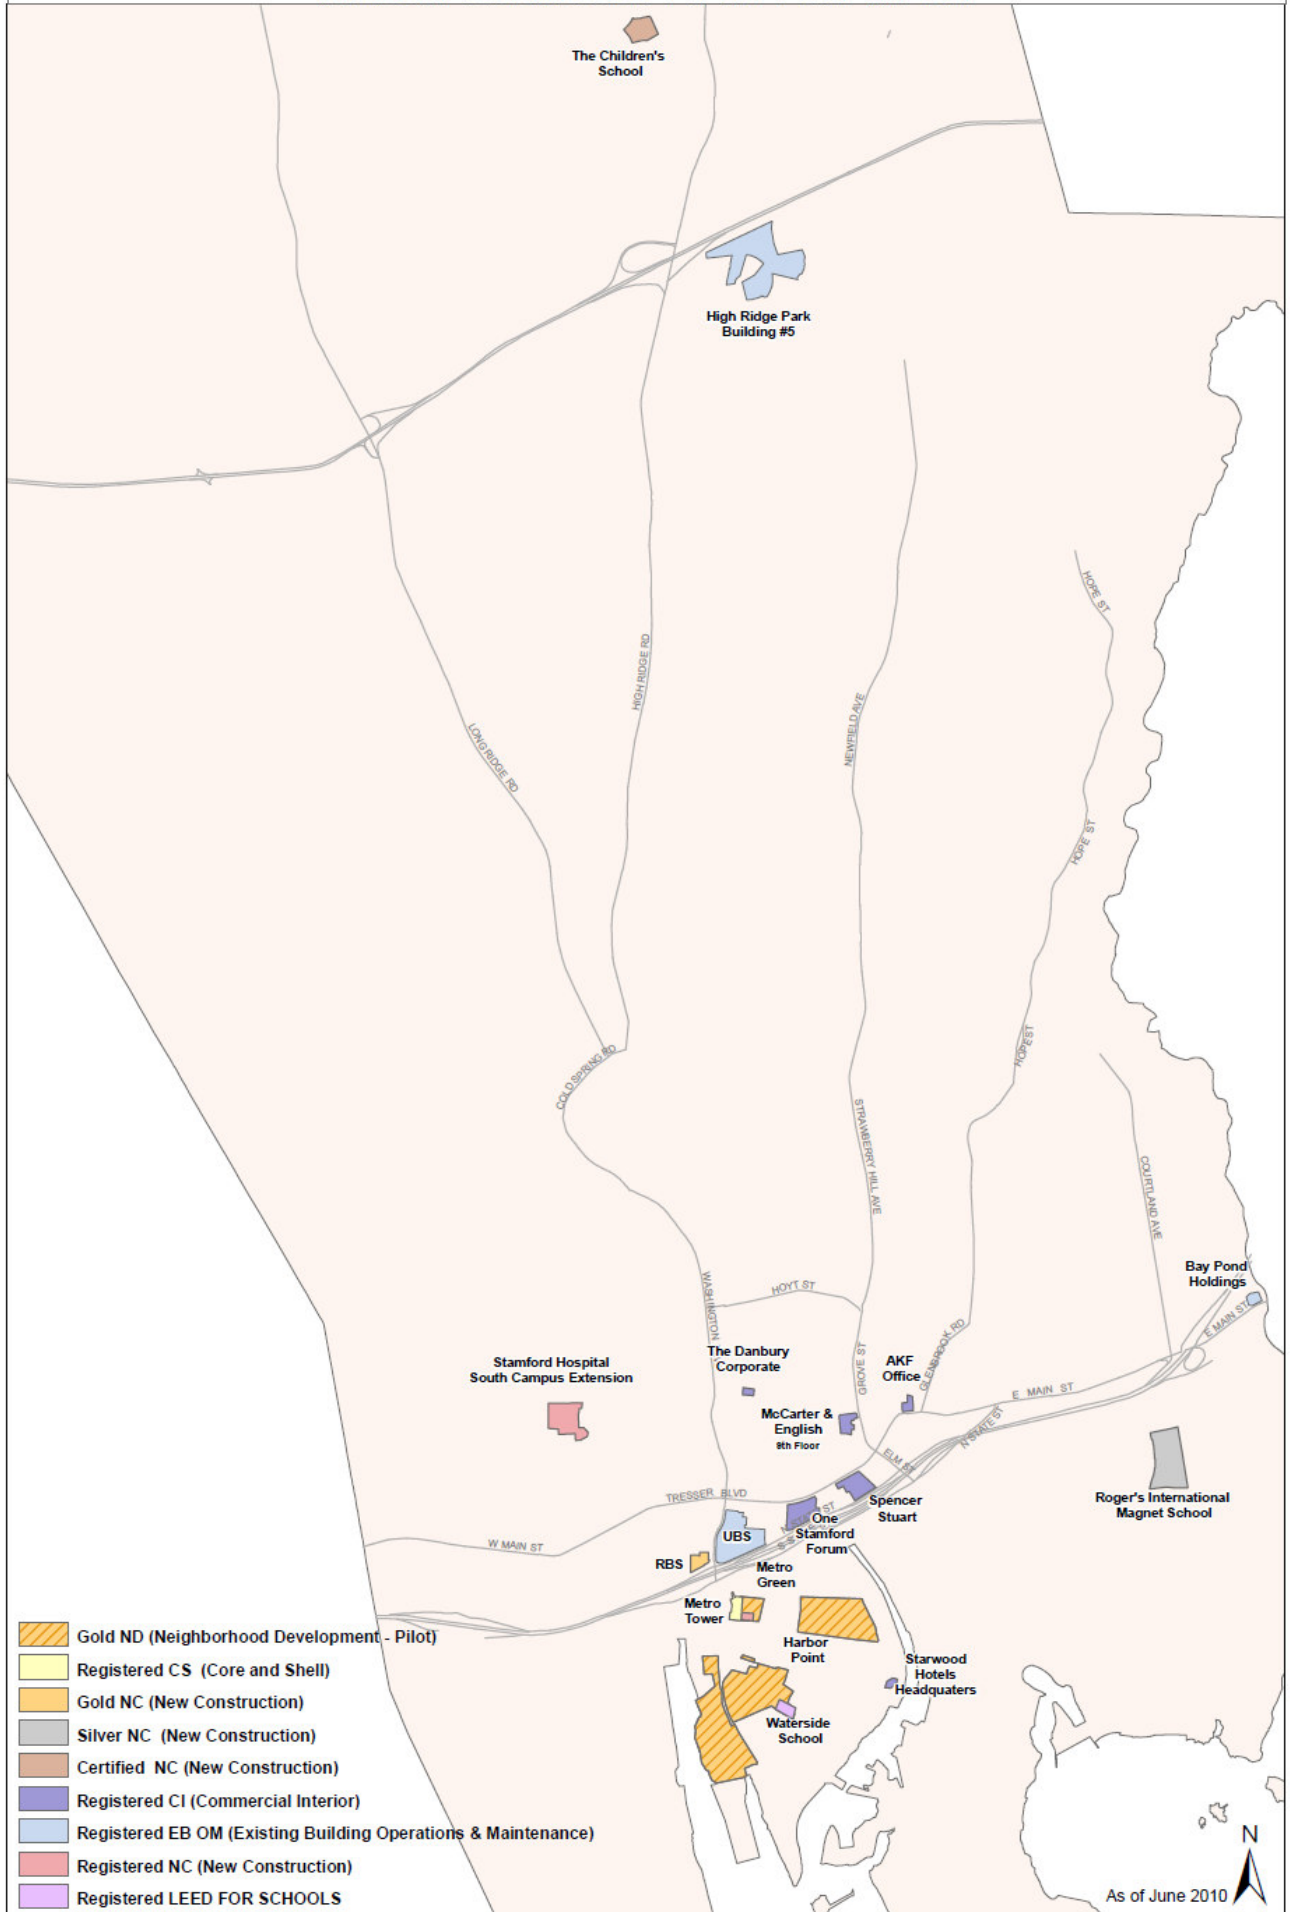 The Children's
School
High Ridge Park
Building #5
HOPE ST
HIGH RIDGE RD
NEWFIELD AVE
LONG RIDGE RD
HOPE ST
HOPE ST
COLD SPRING RD
STRAWBERRY HILL AVE
COURTLAND AVE
Bay Pond
Holdings
WASHINGTON
HOYT ST
E MAIN ST
GLENBROOK RD
GROVE ST
The Danbury
Corporate
AKF
Office
Stamford Hospital
South Campus Extension
E MAIN ST
McCarter &
English
9th Floor
N STATE ST
ELM ST
TRESSER BLVD
Roger's International
Magnet School
Spencer
Stuart
One
Stamford
Forum
UBS
W MAIN ST
RBS
Metro
Green
Metro
Tower
Harbor
Point
Starwood
Hotels
Headquaters
Waterside
School
Gold ND (Neighborhood Development - Pilot)
Registered CS (Core and Shell)
Gold NC (New Construction)
Silver NC (New Construction)
Certified NC (New Construction)
Registered CI (Commercial Interior)
Registered EB OM (Existing Building Operations & Maintenance)
Registered NC (New Construction)
Registered LEED FOR SCHOOLS
N
As of June 2010